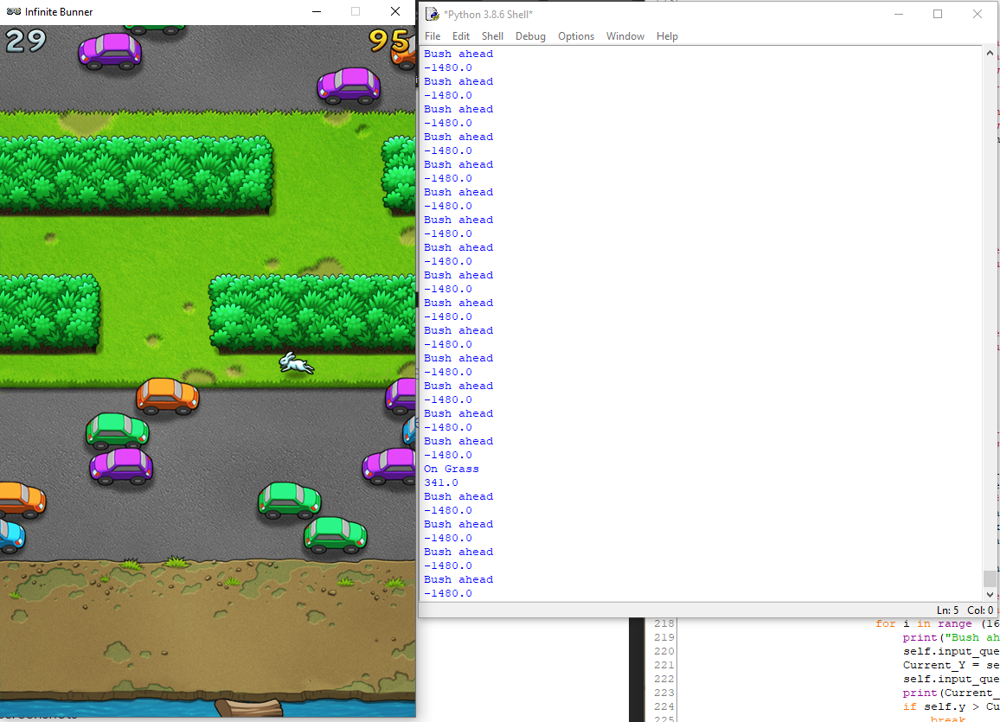 Infinite Bunner
29
95
*Python 3.8.6 Shell*
File Edit Shell Debug Options Window Help
Bush ahead
-1480.0
Bush ahead
-1480.0
Bush ahead
-1480.0
Bush ahead
-1480.0
Bush ahead
-1480.0
Bush ahead
-1480.0
Bush ahead
-1480.0
Bush ahead
-1480.0
Bush ahead
-1480.0
Bush ahead
-1480.0
Bush ahead
-1480.0
Bush ahead
-1480.0
Bush ahead
-1480.0
Bush ahead
-1480.0
Bush ahead
-1480.0
On Grass
341.0
Bush ahead
-1480.0
Bush ahead
-1480.0
Bush ahead
-1480.0
Bush ahead
-1480.0
Ln: 5 Col: 0
218 for i in range (16
219 print("Bush ah
220 self.input_que
221 Current_Y = se
222 self.input_que
223 print(Current_
224 if self.y > Cu
225 break